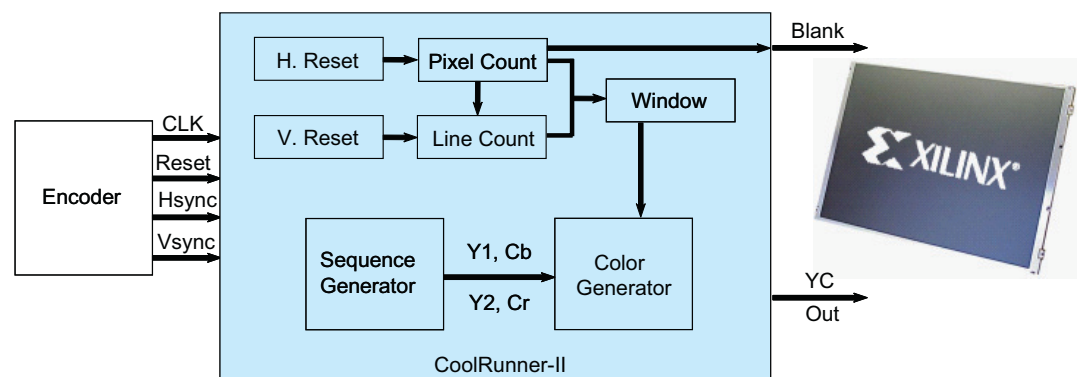 Blank
H. Reset
Pixel Count
Window
V. Reset
Line Count
CLK
Reset
Hsync
Vsync
Encoder
XILINX®
Sequence
Generator
Y1, Cb
Y2, Cr
Color
Generator
YC
Out
CoolRunner-II